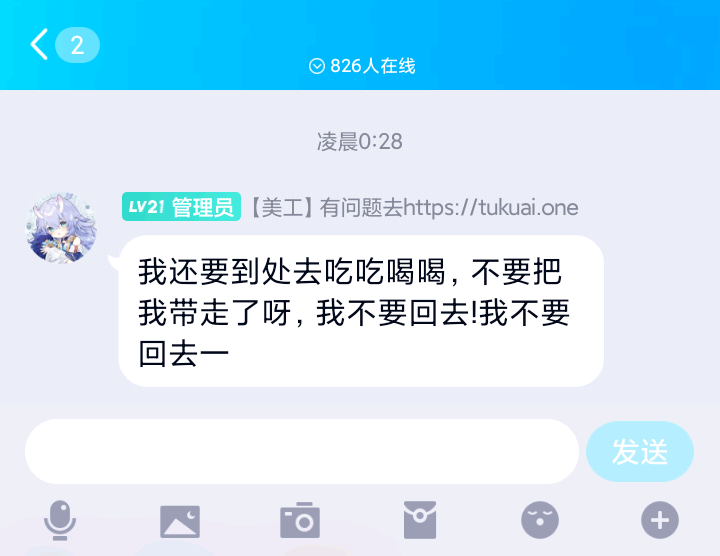 2
826人在线
凌晨0:28
LV21 管理员 【美工】有问题去https://tukuai.one
我还要到处去吃吃喝喝，不要把
我带走了呀，我不要回去!我不要
回去一
发送